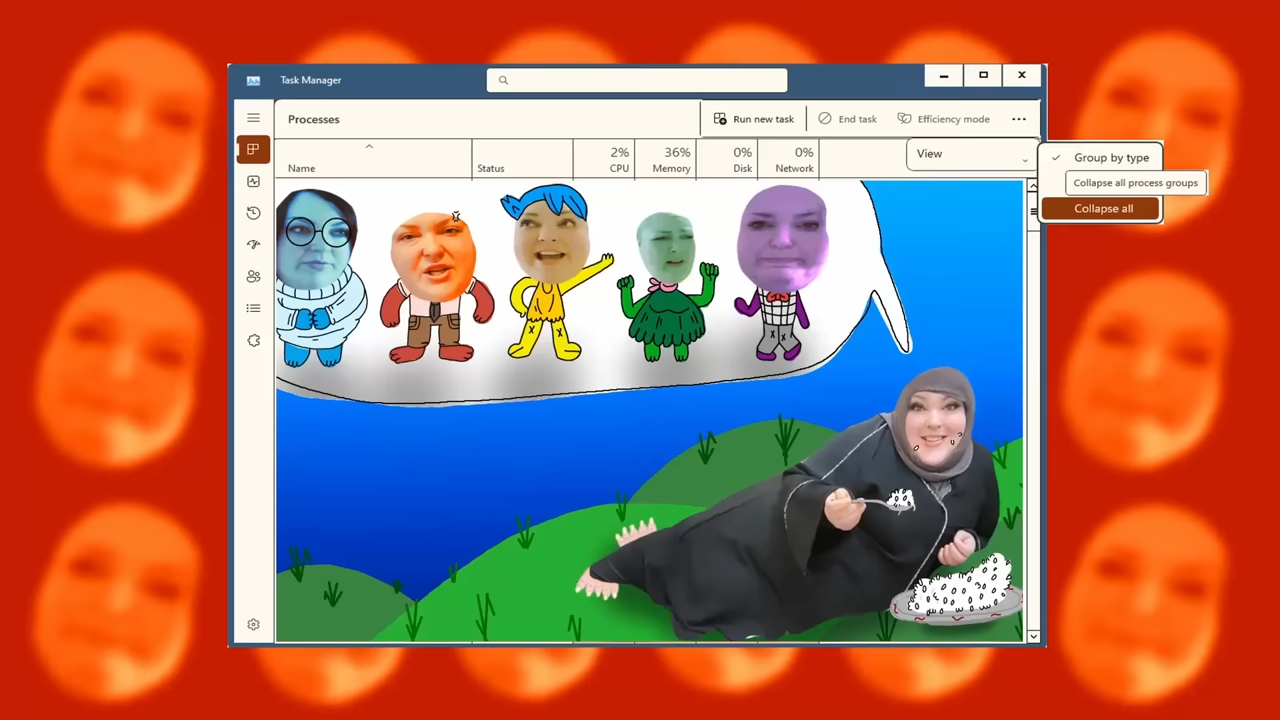 Task Manager
Processes
Run new task
End task
Efficiency mode
View
Group by type
Collapse all process groups
Collapse all
2% 36% 0% 0%
Name Status CPU Memory Disk Network